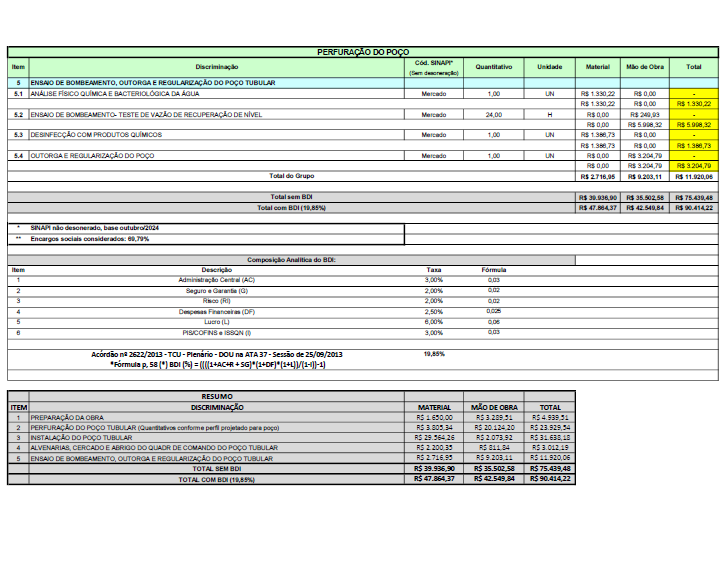 PERFURAÇÃO DO POÇO
Item Discriminação Cód. SINAPI* (Sem desoneração) Quantitativo Unidade Material Mão de Obra Total
5 ENSAIO DE BOMBEAMENTO, OUTORGA E REGULARIZAÇÃO DO POÇO TUBULAR
5.1 ANÁLISE FÍSICO QUÍMICA E BACTERIOLÓGICA DA ÁGUA Mercado 1,00 UN R$ 1.330,22 R$ 0,00 -
R$ 1.330,22 R$ 0,00 R$ 1.330,22
5.2 ENSAIO DE BOMBEAMENTO- TESTE DE VAZÃO DE RECUPERAÇÃO DE NÍVEL Mercado 24,00 H R$ 0,00 R$ 249,93 -
R$ 0,00 R$ 5.998,32 R$ 5.998,32
5.3 DESINFECÇÃO COM PRODUTOS QUÍMICOS Mercado 1,00 UN R$ 1.386,73 R$ 0,00 -
R$ 1.386,73 R$ 0,00 R$ 1.386,73
5.4 OUTORGA E REGULARIZAÇÃO DO POÇO Mercado 1,00 UN R$ 0,00 R$ 3.204,79 -
R$ 0,00 R$ 3.204,79 R$ 3.204,79
Total do Grupo R$ 2.716,95 R$ 9.203,11 R$ 11.920,06
Total sem BDI R$ 39.936,90 R$ 35.502,58 R$ 75.439,48
Total com BDI (19,85%) R$ 47.864,37 R$ 42.549,84 R$ 90.414,22
* SINAPI não desonerado, base outubro/2024
** Encargos sociais considerados: 69,79%
Composição Analítica do BDI:
Item Descrição Taxa Fórmula
1 Administração Central (AC) 3,00% 0,03
2 Seguro e Garantia (G) 2,00% 0,02
3 Risco (RI) 2,00% 0,02
4 Despesas Financeiras (DF) 2,50% 0,025
5 Lucro (L) 6,00% 0,06
6 PIS/COFINS e ISSQN (I) 3,00% 0,03
Acórdão nº 2622/2013 - TCU - Plenário - DOU na ATA 37 - Sessão de 25/09/2013 19,85%
*Fórmula p, 58 (*) BDI (%) = ((((1+AC+R + SG)*(1+DF)*(1+L))/(1-I))-1)
RESUMO
ITEM DISCRIMINAÇÃO MATERIAL MÃO DE OBRA TOTAL
1 PREPARAÇÃO DA OBRA R$ 1.650,00 R$ 3.289,51 R$ 4.939,51
2 PERFURAÇÃO DO POÇO TUBULAR (Quantitativos conforme perfil projetado para poço) R$ 3.805,34 R$ 20.124,20 R$ 23.929,54
3 INSTALAÇÃO DO POÇO TUBULAR R$ 29.564,26 R$ 2.073,92 R$ 31.638,18
4 ALVENARIAS, CERCADO E ABRIGO DO QUADR DE COMANDO DO POÇO TUBULAR R$ 2.200,35 R$ 811,84 R$ 3.012,19
5 ENSAIO DE BOMBEAMENTO, OUTORGA E REGULARIZAÇÃO DO POÇO TUBULAR R$ 2.716,95 R$ 9.203,11 R$ 11.920,06
TOTAL SEM BDI R$ 39.936,90 R$ 35.502,58 R$ 75.439,48
TOTAL COM BDI (19,85%) R$ 47.864,37 R$ 42.549,84 R$ 90.414,22